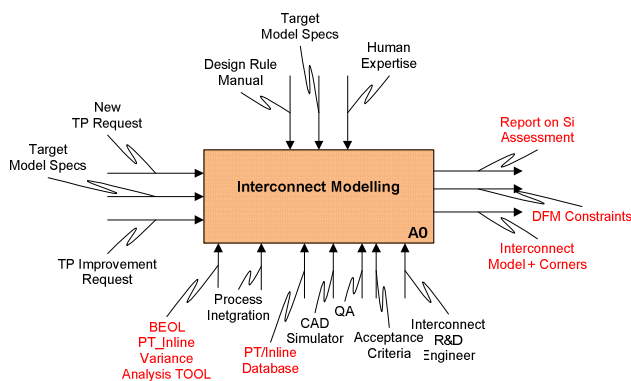 Target
Model Specs
Human
Expertise
Design Rule
Manual
New
TP Request
Target
Model Specs
TP Improvement
Request
Interconnect Modelling
A0
Report on Si
Assessment
DFM Constraints
Interconnect
Model + Corners
BEOL
PT_Inline
Variance
Analysis TOOL
Process
Inetgration
PT/Inline
Database
CAD
Simulator
QA
Acceptance
Criteria
Interconnect
R&D
Engineer